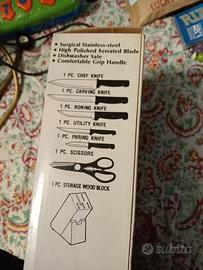 • Surgical Stainless-steel
• High Polished Serrated Blade
• Dishwasher Safe
• Comfortable Grip Handle
1 PC. CHEF KNIFE
1 PC. CARVING KNIFE
1 PC. BONING KNIFE
1 PC. UTILITY KNIFE
1 PC. PARING KNIFE
1 PC. SCISSORS
1 PC. STORAGE WOOD BLOCK
subito